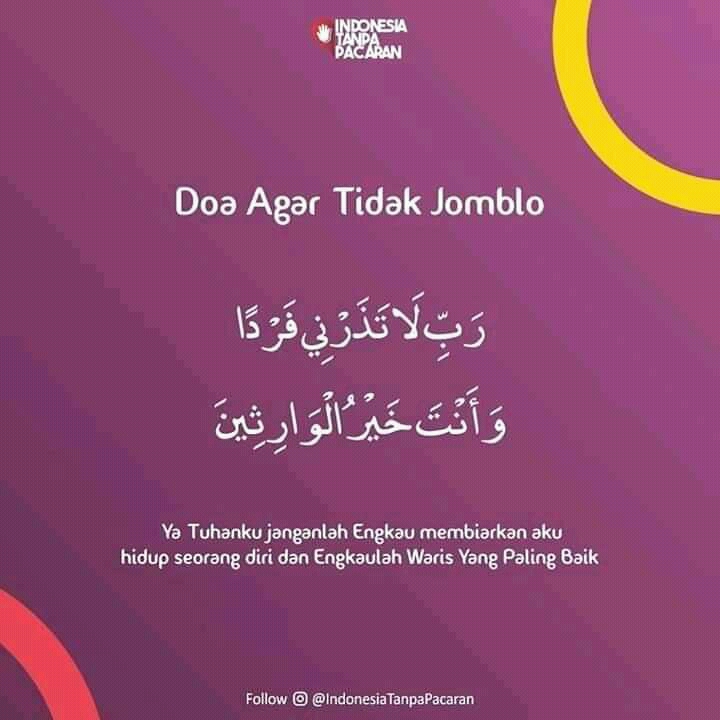 INDONESIA
TANPA
PACARAN
Doa Agar Tidak Jomblo
رَبِّ لَا تَذَرْنِي فَرْدًا
وَأَنْتَ خَيْرُ الْوَارِثِينَ
Ya Tuhanku janganlah Engkau membiarkan aku
hidup seorang diri dan Engkaulah Waris Yang Paling Baik
Follow @IndonesiaTanpaPacaran